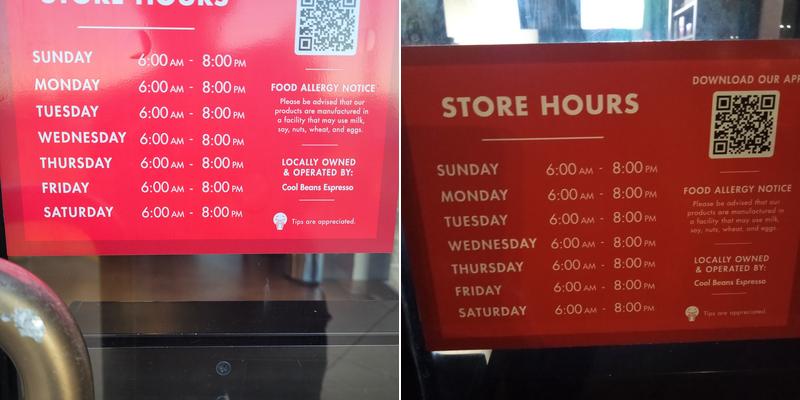 STORE HOURS
SUNDAY 6:00 AM - 8:00 PM
MONDAY 6:00 AM - 8:00 PM
TUESDAY 6:00 AM - 8:00 PM
WEDNESDAY 6:00 AM - 8:00 PM
THURSDAY 6:00 AM - 8:00 PM
FRIDAY 6:00 AM - 8:00 PM
SATURDAY 6:00 AM - 8:00 PM
FOOD ALLERGY NOTICE
Please be advised that our
products are manufactured in
a facility that may use milk,
soy, nuts, wheat, and eggs.
LOCALLY OWNED
& OPERATED BY:
Cool Beans Espresso
Tips are appreciated.
DOWNLOAD OUR APP
STORE HOURS
SUNDAY 6:00 AM - 8:00 PM
MONDAY 6:00 AM - 8:00 PM
TUESDAY 6:00 AM - 8:00 PM
WEDNESDAY 6:00 AM - 8:00 PM
THURSDAY 6:00 AM - 8:00 PM
FRIDAY 6:00 AM - 8:00 PM
SATURDAY 6:00 AM - 8:00 PM
FOOD ALLERGY NOTICE
Please be advised that our
products are manufactured in
a facility that may use milk,
soy, nuts, wheat, and eggs.
LOCALLY OWNED
& OPERATED BY:
Cool Beans Espresso
Tips are appreciated.